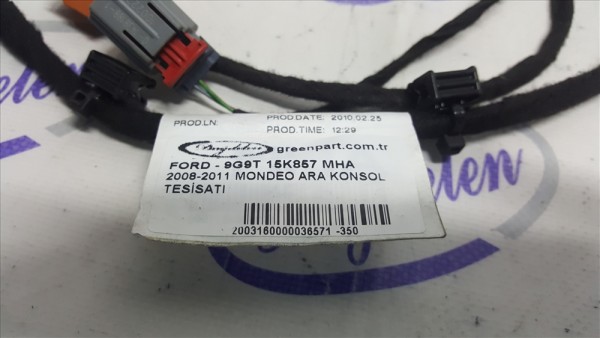 PROD.LN:
PROD.DATE: 2010.02.25
PROD.TIME: 12:29
greenpart.com.tr
FORD - 9G9T 15K857 MHA
2008-2011 MONDEO ARA KONSOL
TESİSATI
2003160000036571 -350